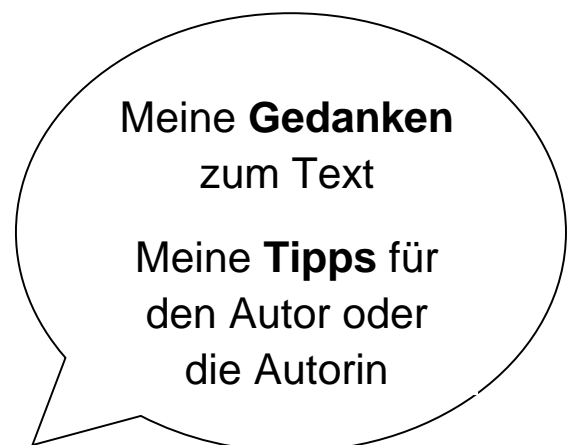 Meine Gedanken
zum Text
Meine Tipps für
den Autor oder
die Autorin